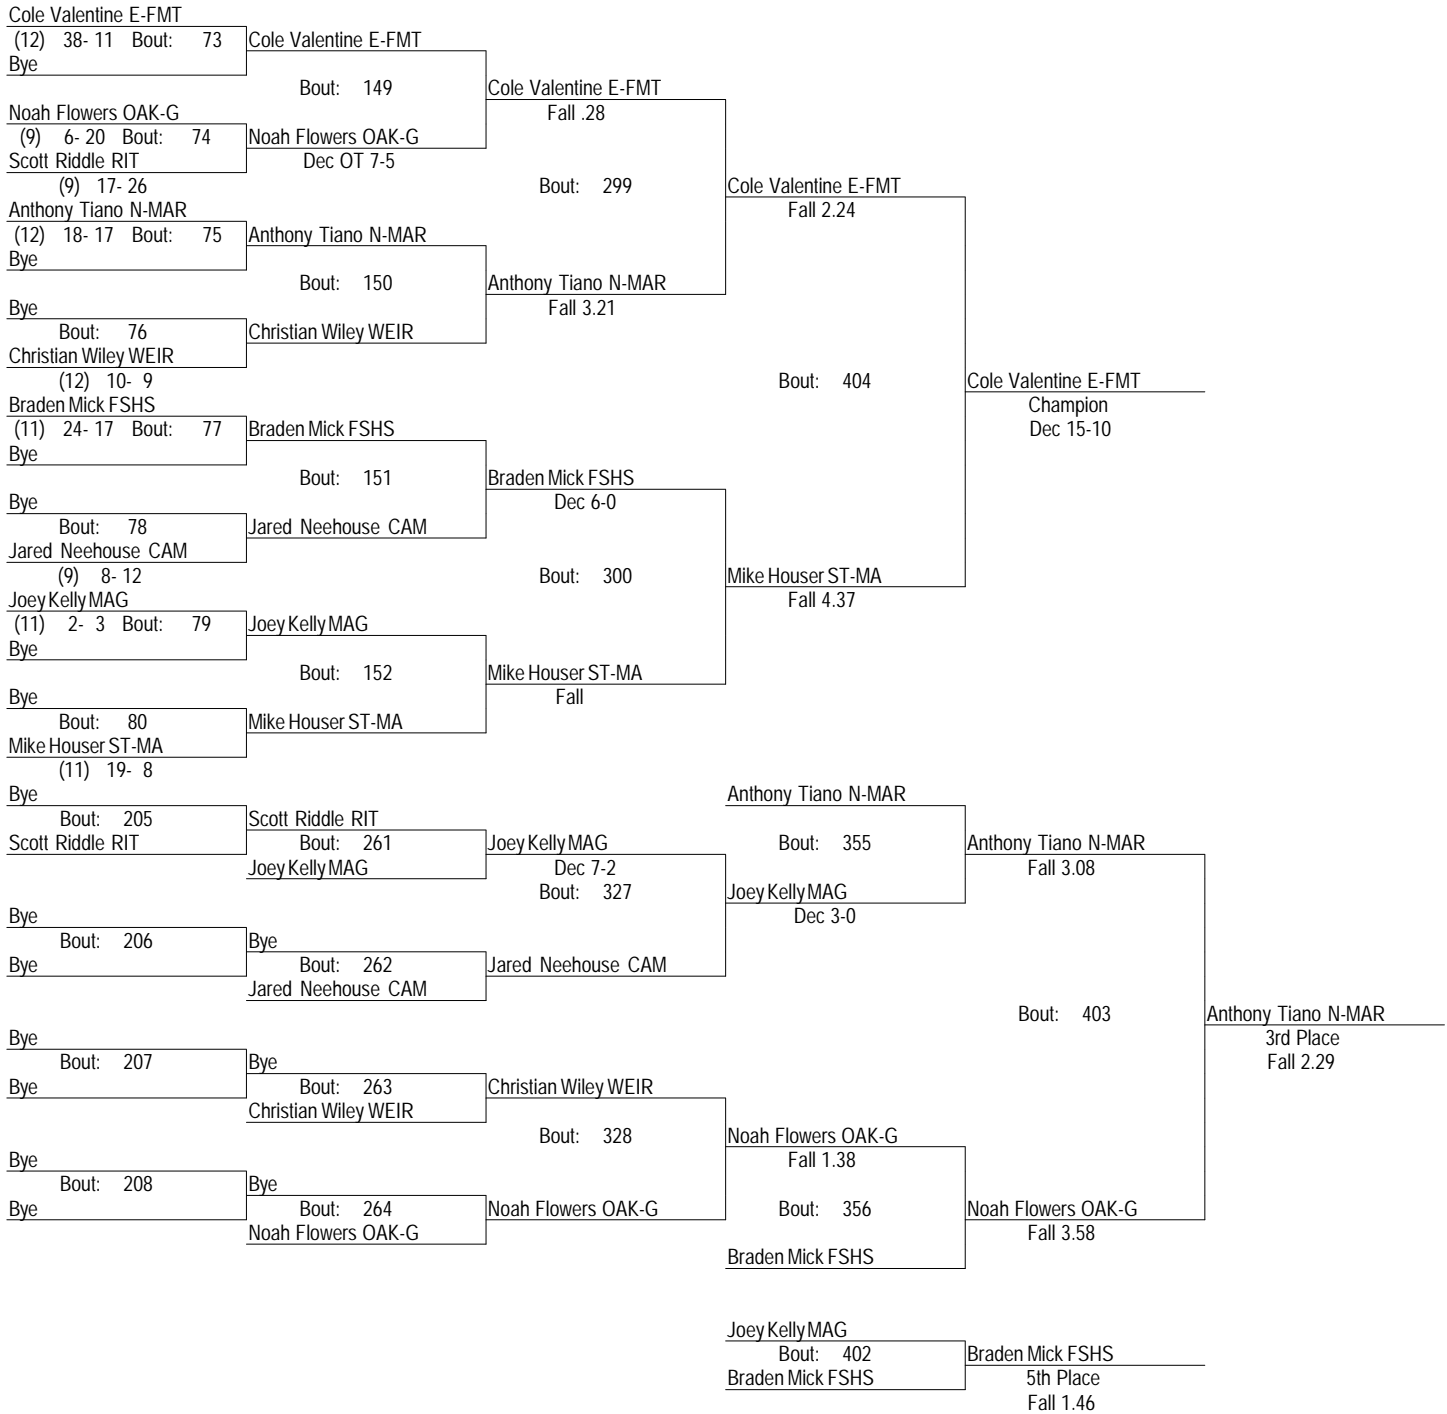 Cole Valentine E-FMT
(12) 38- 11 Bout: 73
Bye
Cole Valentine E-FMT
Bout: 149
Noah Flowers OAK-G
(9) 6- 20 Bout: 74
Scott Riddle RIT
(9) 17- 26
Noah Flowers OAK-G
Dec OT 7-5
Cole Valentine E-FMT
Fall .28
Bout: 299
Anthony Tiano N-MAR
(12) 18- 17 Bout: 75
Bye
Anthony Tiano N-MAR
Bout: 150
Bye
Bout: 76
Christian Wiley WEIR
(12) 10- 9
Christian Wiley WEIR
Anthony Tiano N-MAR
Fall 3.21
Cole Valentine E-FMT
Fall 2.24
Bout: 404
Braden Mick FSHS
(11) 24- 17 Bout: 77
Bye
Braden Mick FSHS
Bout: 151
Bye
Bout: 78
Jared Neehouse CAM
(9) 8- 12
Jared Neehouse CAM
Braden Mick FSHS
Dec 6-0
Bout: 300
Joey Kelly MAG
(11) 2- 3 Bout: 79
Bye
Joey Kelly MAG
Bout: 152
Bye
Bout: 80
Mike Houser ST-MA
(11) 19- 8
Mike Houser ST-MA
Mike Houser ST-MA
Fall
Mike Houser ST-MA
Fall 4.37
Cole Valentine E-FMT
Champion
Dec 15-10
Bye
Bout: 205
Scott Riddle RIT
Scott Riddle RIT
Bout: 261
Joey Kelly MAG
Joey Kelly MAG
Dec 7-2
Bout: 327
Bye
Bout: 206
Bye
Bye
Bout: 262
Jared Neehouse CAM
Jared Neehouse CAM
Anthony Tiano N-MAR
Bout: 355
Joey Kelly MAG
Dec 3-0
Anthony Tiano N-MAR
Fall 3.08
Bout: 403
Bye
Bout: 207
Bye
Bye
Bout: 263
Christian Wiley WEIR
Christian Wiley WEIR
Bout: 328
Bye
Bout: 208
Bye
Bye
Bout: 264
Noah Flowers OAK-G
Noah Flowers OAK-G
Noah Flowers OAK-G
Fall 1.38
Bout: 356
Braden Mick FSHS
Noah Flowers OAK-G
Fall 3.58
Anthony Tiano N-MAR
3rd Place
Fall 2.29
Joey Kelly MAG
Bout: 402
Braden Mick FSHS
Braden Mick FSHS
5th Place
Fall 1.46